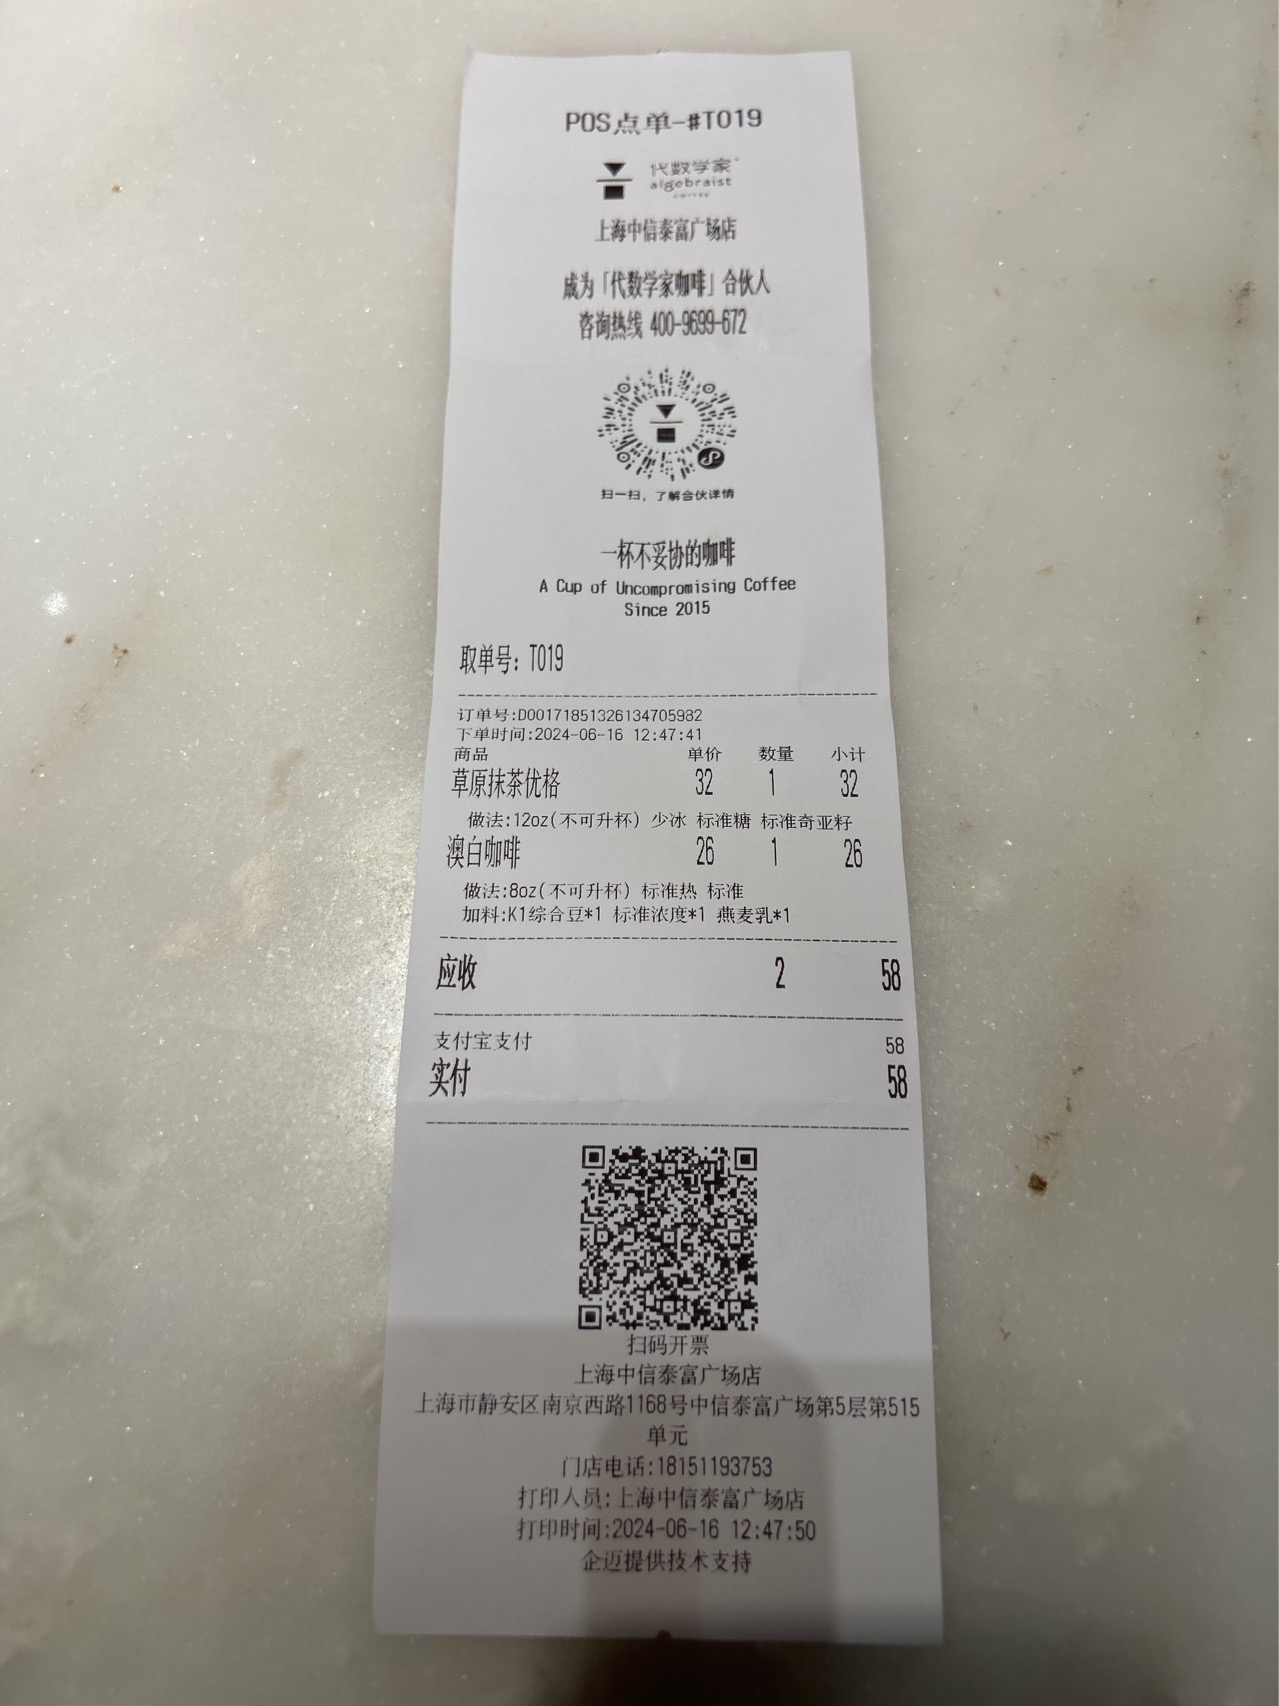 POS点单-#T019
代数学家
algebraist
COFFEE
上海中信泰富广场店
成为「代数学家咖啡」合伙人
咨询热线 400-9699-672
扫一扫，了解合伙详情
一杯不妥协的咖啡
A Cup of Uncompromising Coffee
Since 2015
取单号: T019
订单号:D00171851326134705982
下单时间:2024-06-16 12:47:41
商品 单价 数量 小计
草原抹茶优格 32 1 32
做法:12oz(不可升杯) 少冰 标准糖 标准奇亚籽
澳白咖啡 26 1 26
做法:8oz(不可升杯) 标准热 标准
加料:K1综合豆*1 标准浓度*1 燕麦乳*1
应收 2 58
支付宝支付 58
实付 58
扫码开票
上海中信泰富广场店
上海市静安区南京西路1168号中信泰富广场第5层第515
单元
门店电话:18151193753
打印人员:上海中信泰富广场店
打印时间:2024-06-16 12:47:50
企迈提供技术支持